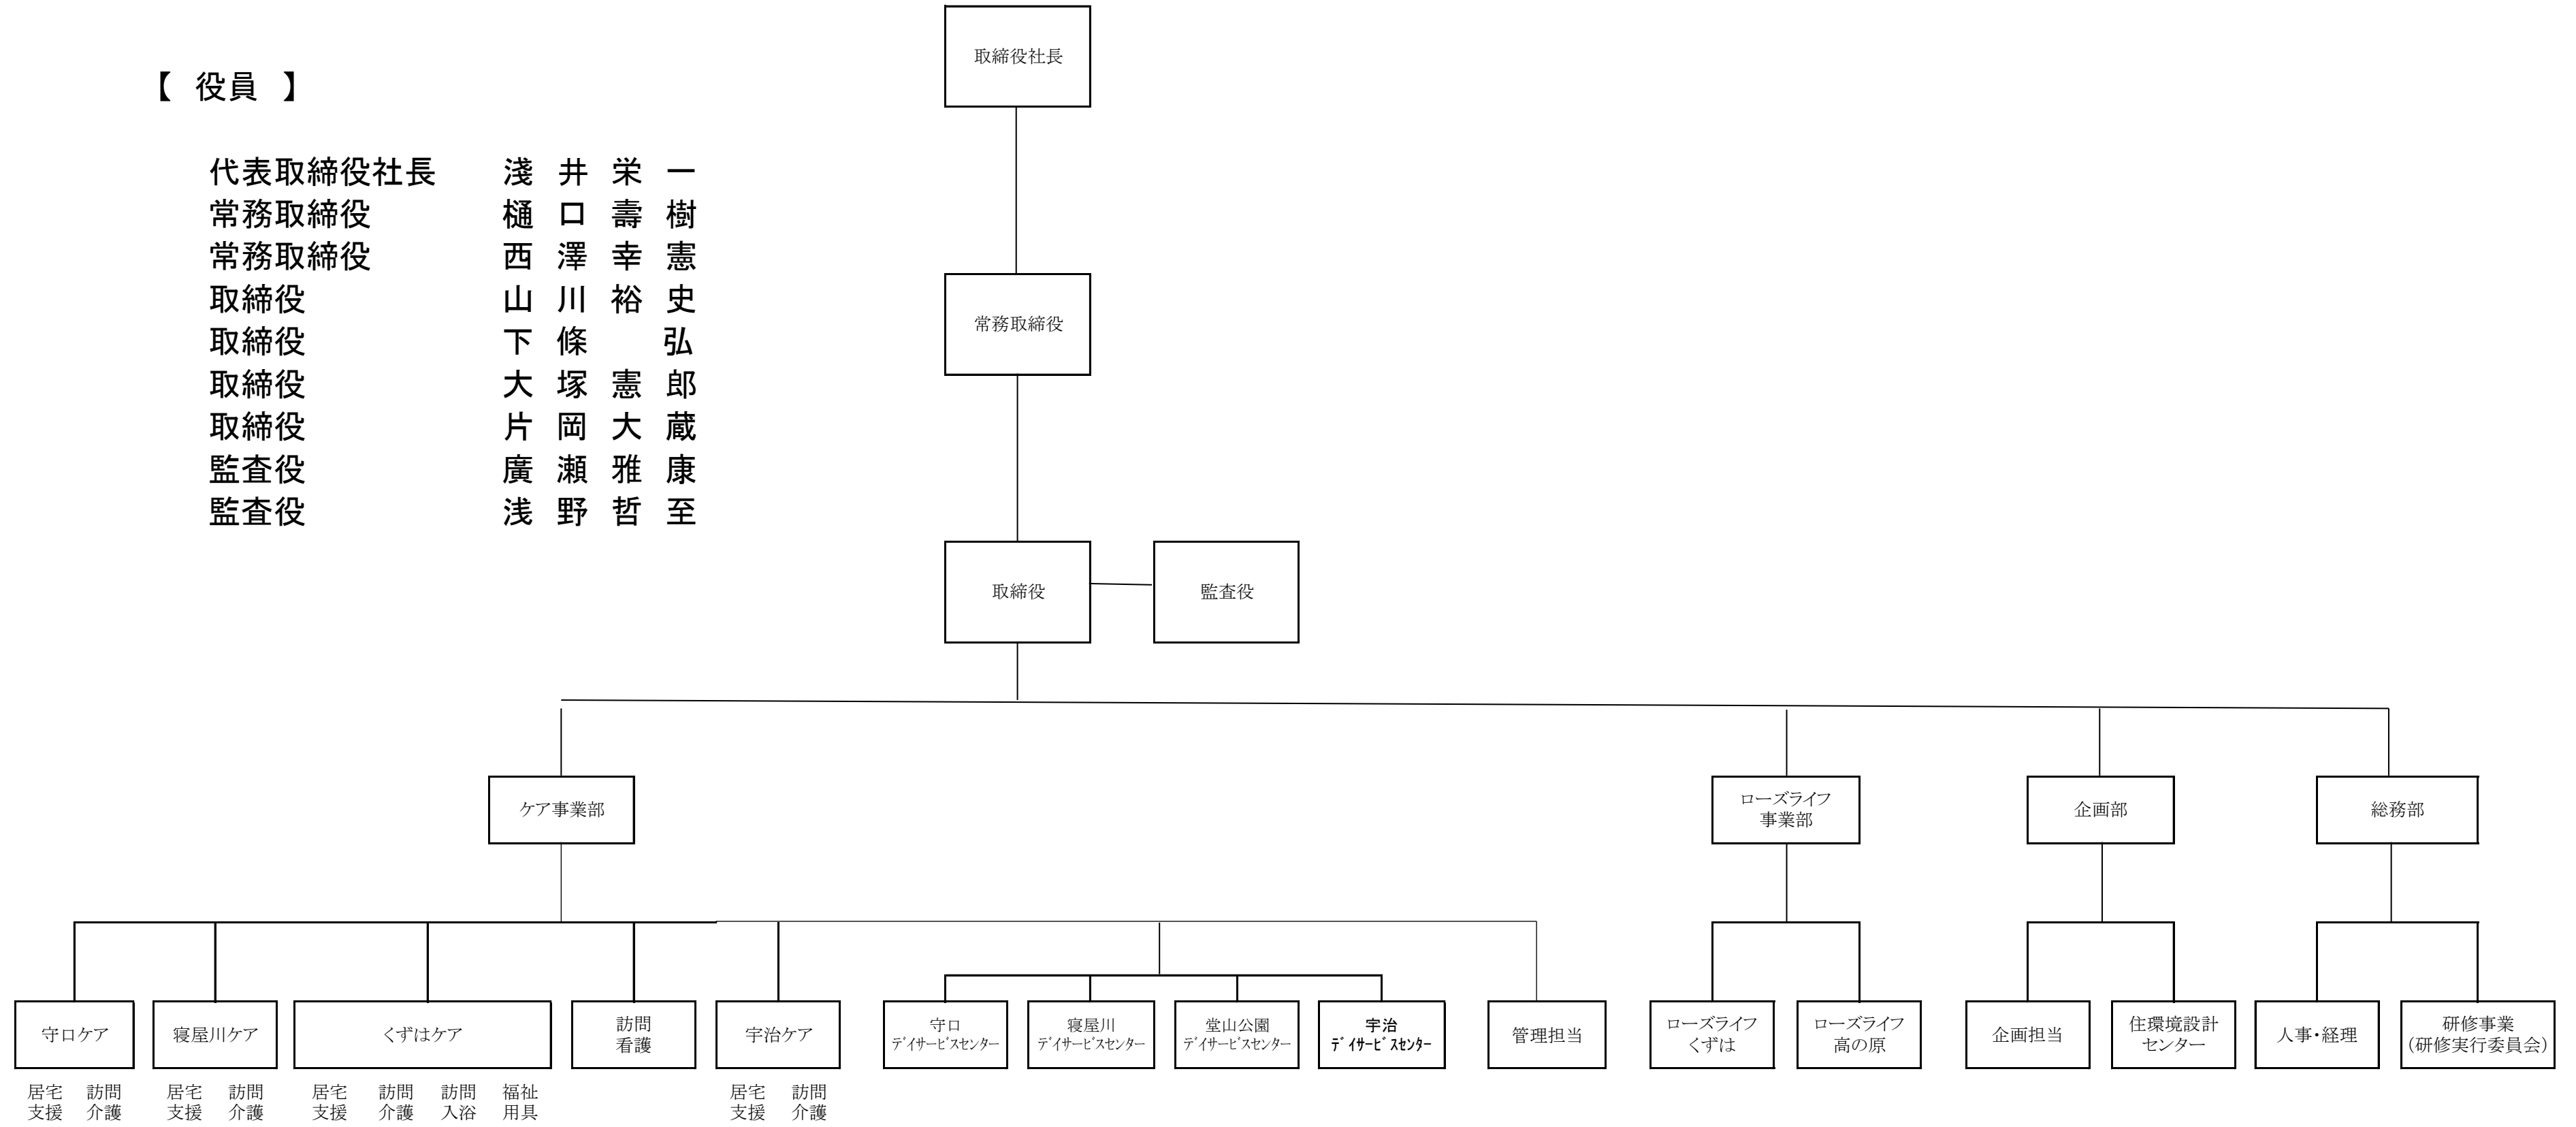 取締役社長
【　役員　】
代表取締役社長　淺　井　栄　一
常務取締役　樋　口　壽　樹
常務取締役　西　澤　幸　憲
取締役　山　川　裕　史
常務取締役
取締役　下　條　　弘
取締役　大　塚　憲　郎
取締役　片　岡　大　蔵
監査役　廣　瀬　雅　康
監査役　浅　野　哲　至
取締役
監査役
ケア事業部
ローズライフ
事業部
企画部
総務部
守口ケア
寝屋川ケア
くずはケア
訪問
看護
宇治ケア
守口
ﾃﾞｲサービスセンター
寝屋川
ﾃﾞｲサービスセンター
堂山公園
ﾃﾞｲサービスセンター
宇治
ﾃﾞｲｻｰﾋﾞｽｾﾝﾀｰ
管理担当
ローズライフ
くずは
ローズライフ
高の原
企画担当
住環境設計
センター
人事・経理
研修事業
（研修実行委員会）
居宅
支援
訪問
介護
居宅
支援
訪問
介護
居宅
支援
訪問
介護
訪問
入浴
福祉
用具
居宅
支援
訪問
介護